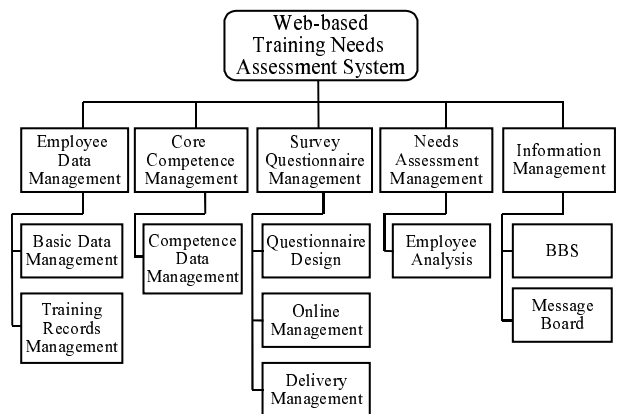 Web-based
Training Needs
Assessment System
Employee
Data
Management
Core
Competence
Management
Survey
Questionnaire
Management
Needs
Assessment
Management
Information
Management
Basic Data
Management
Training
Records
Management
Competence
Data
Management
Questionnaire
Design
Online
Management
Delivery
Management
Employee
Analysis
BBS
Message
Board